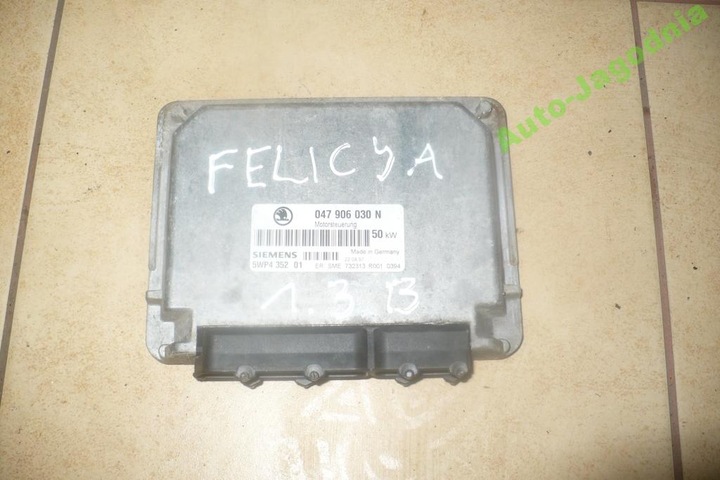 Auto-Jagodnia
FELICYA
047 906 030 N
Motorsteuerung
50 kW
SIEMENS
Made in Germany
5WP4 352 01
1.3 B